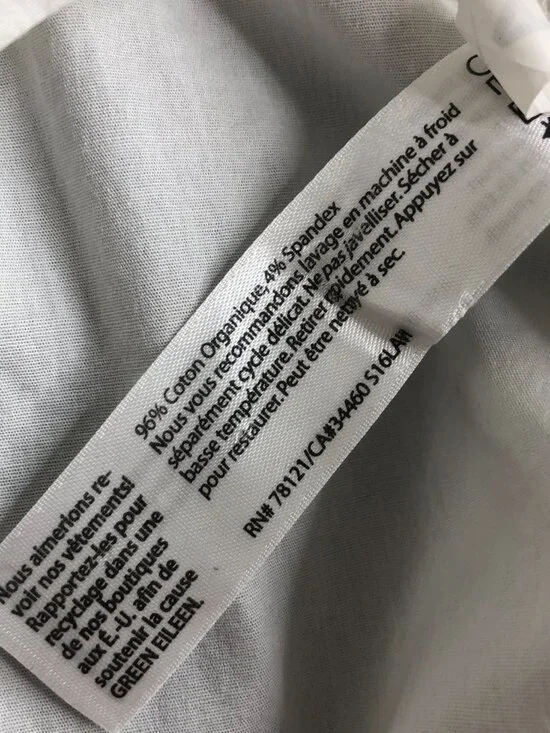 96% Coton Organique, 4% Spandex
Nous vous recommandons lavage en machine à froid
séparément cycle délicat. Ne pas javelliser. Sécher à
basse température. Retirer rapidement. Appuyez sur
pour restaurer. Peut être nettoyé à sec.
RN# 78121/CA#34460 S16LAW
Nous aimerions re-
voir nos vêtements!
Rapportez-les pour
recyclage dans une
de nos boutiques
aux É.-U. afin de
soutenir la cause
GREEN EILEEN.